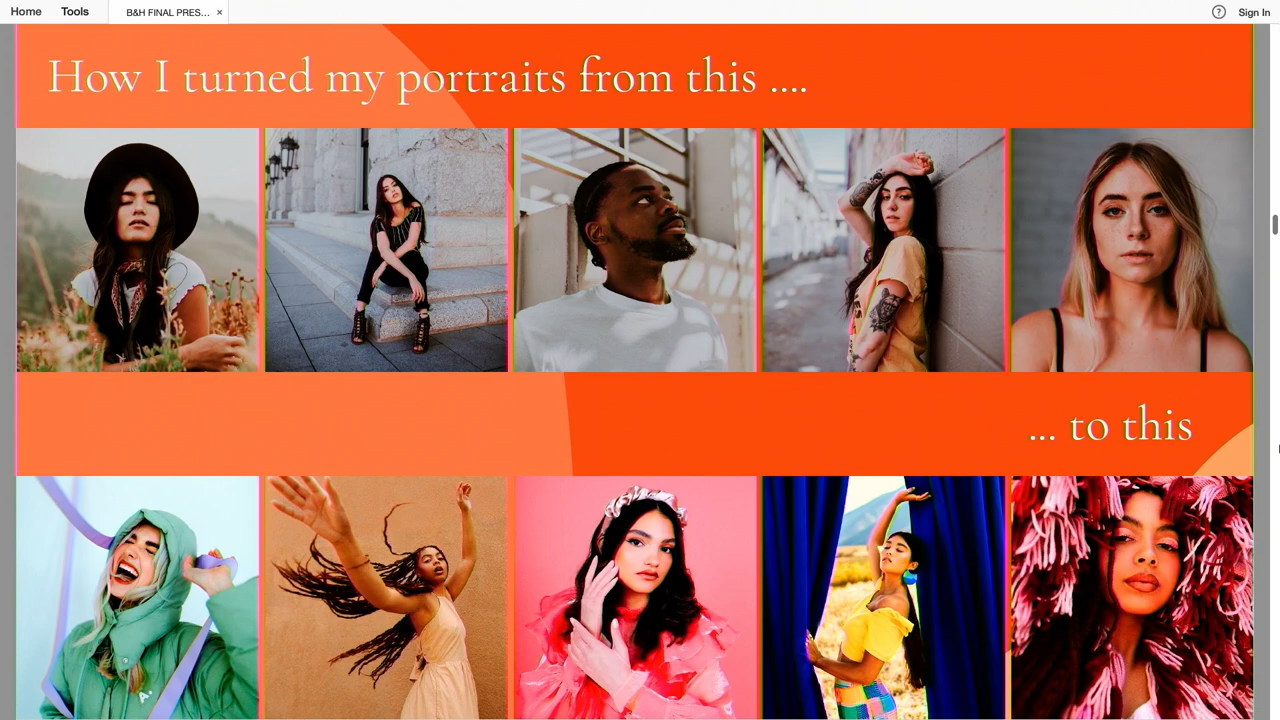 Home
Tools
B&H FINAL PRES...
×
?
Sign In
How I turned my portraits from this ....
... to this
A.